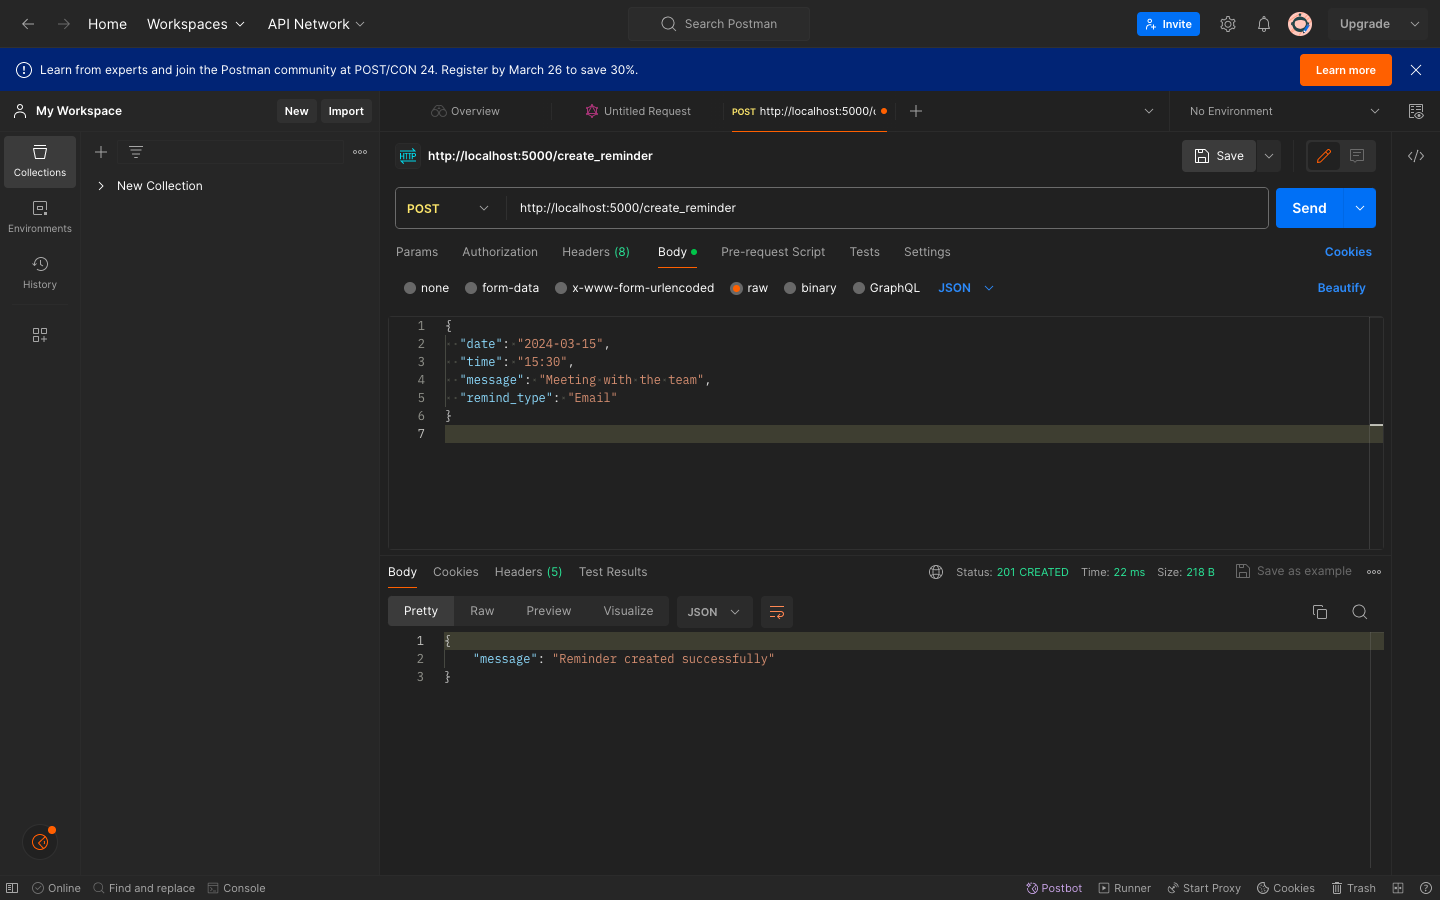 Home Workspaces API Network Search Postman Invite Upgrade
Learn from experts and join the Postman community at POST/CON 24. Register by March 26 to save 30%. Learn more
My Workspace New Import Overview Untitled Request POST http://localhost:5000/ No Environment
Collections
Environments
History
New Collection
HTTP http://localhost:5000/create_reminder Save
POST http://localhost:5000/create_reminder Send
Params Authorization Headers (8) Body Pre-request Script Tests Settings Cookies
none form-data x-www-form-urlencoded raw binary GraphQL JSON Beautify
1 {
2 "date": "2024-03-15",
3 "time": "15:30",
4 "message": "Meeting with the team",
5 "remind_type": "Email"
6 }
7
Body Cookies Headers (5) Test Results Status: 201 CREATED Time: 22 ms Size: 218 B Save as example
Pretty Raw Preview Visualize JSON
1 {
2 "message": "Reminder created successfully"
3 }
Online Find and replace Console Postbot Runner Start Proxy Cookies Trash